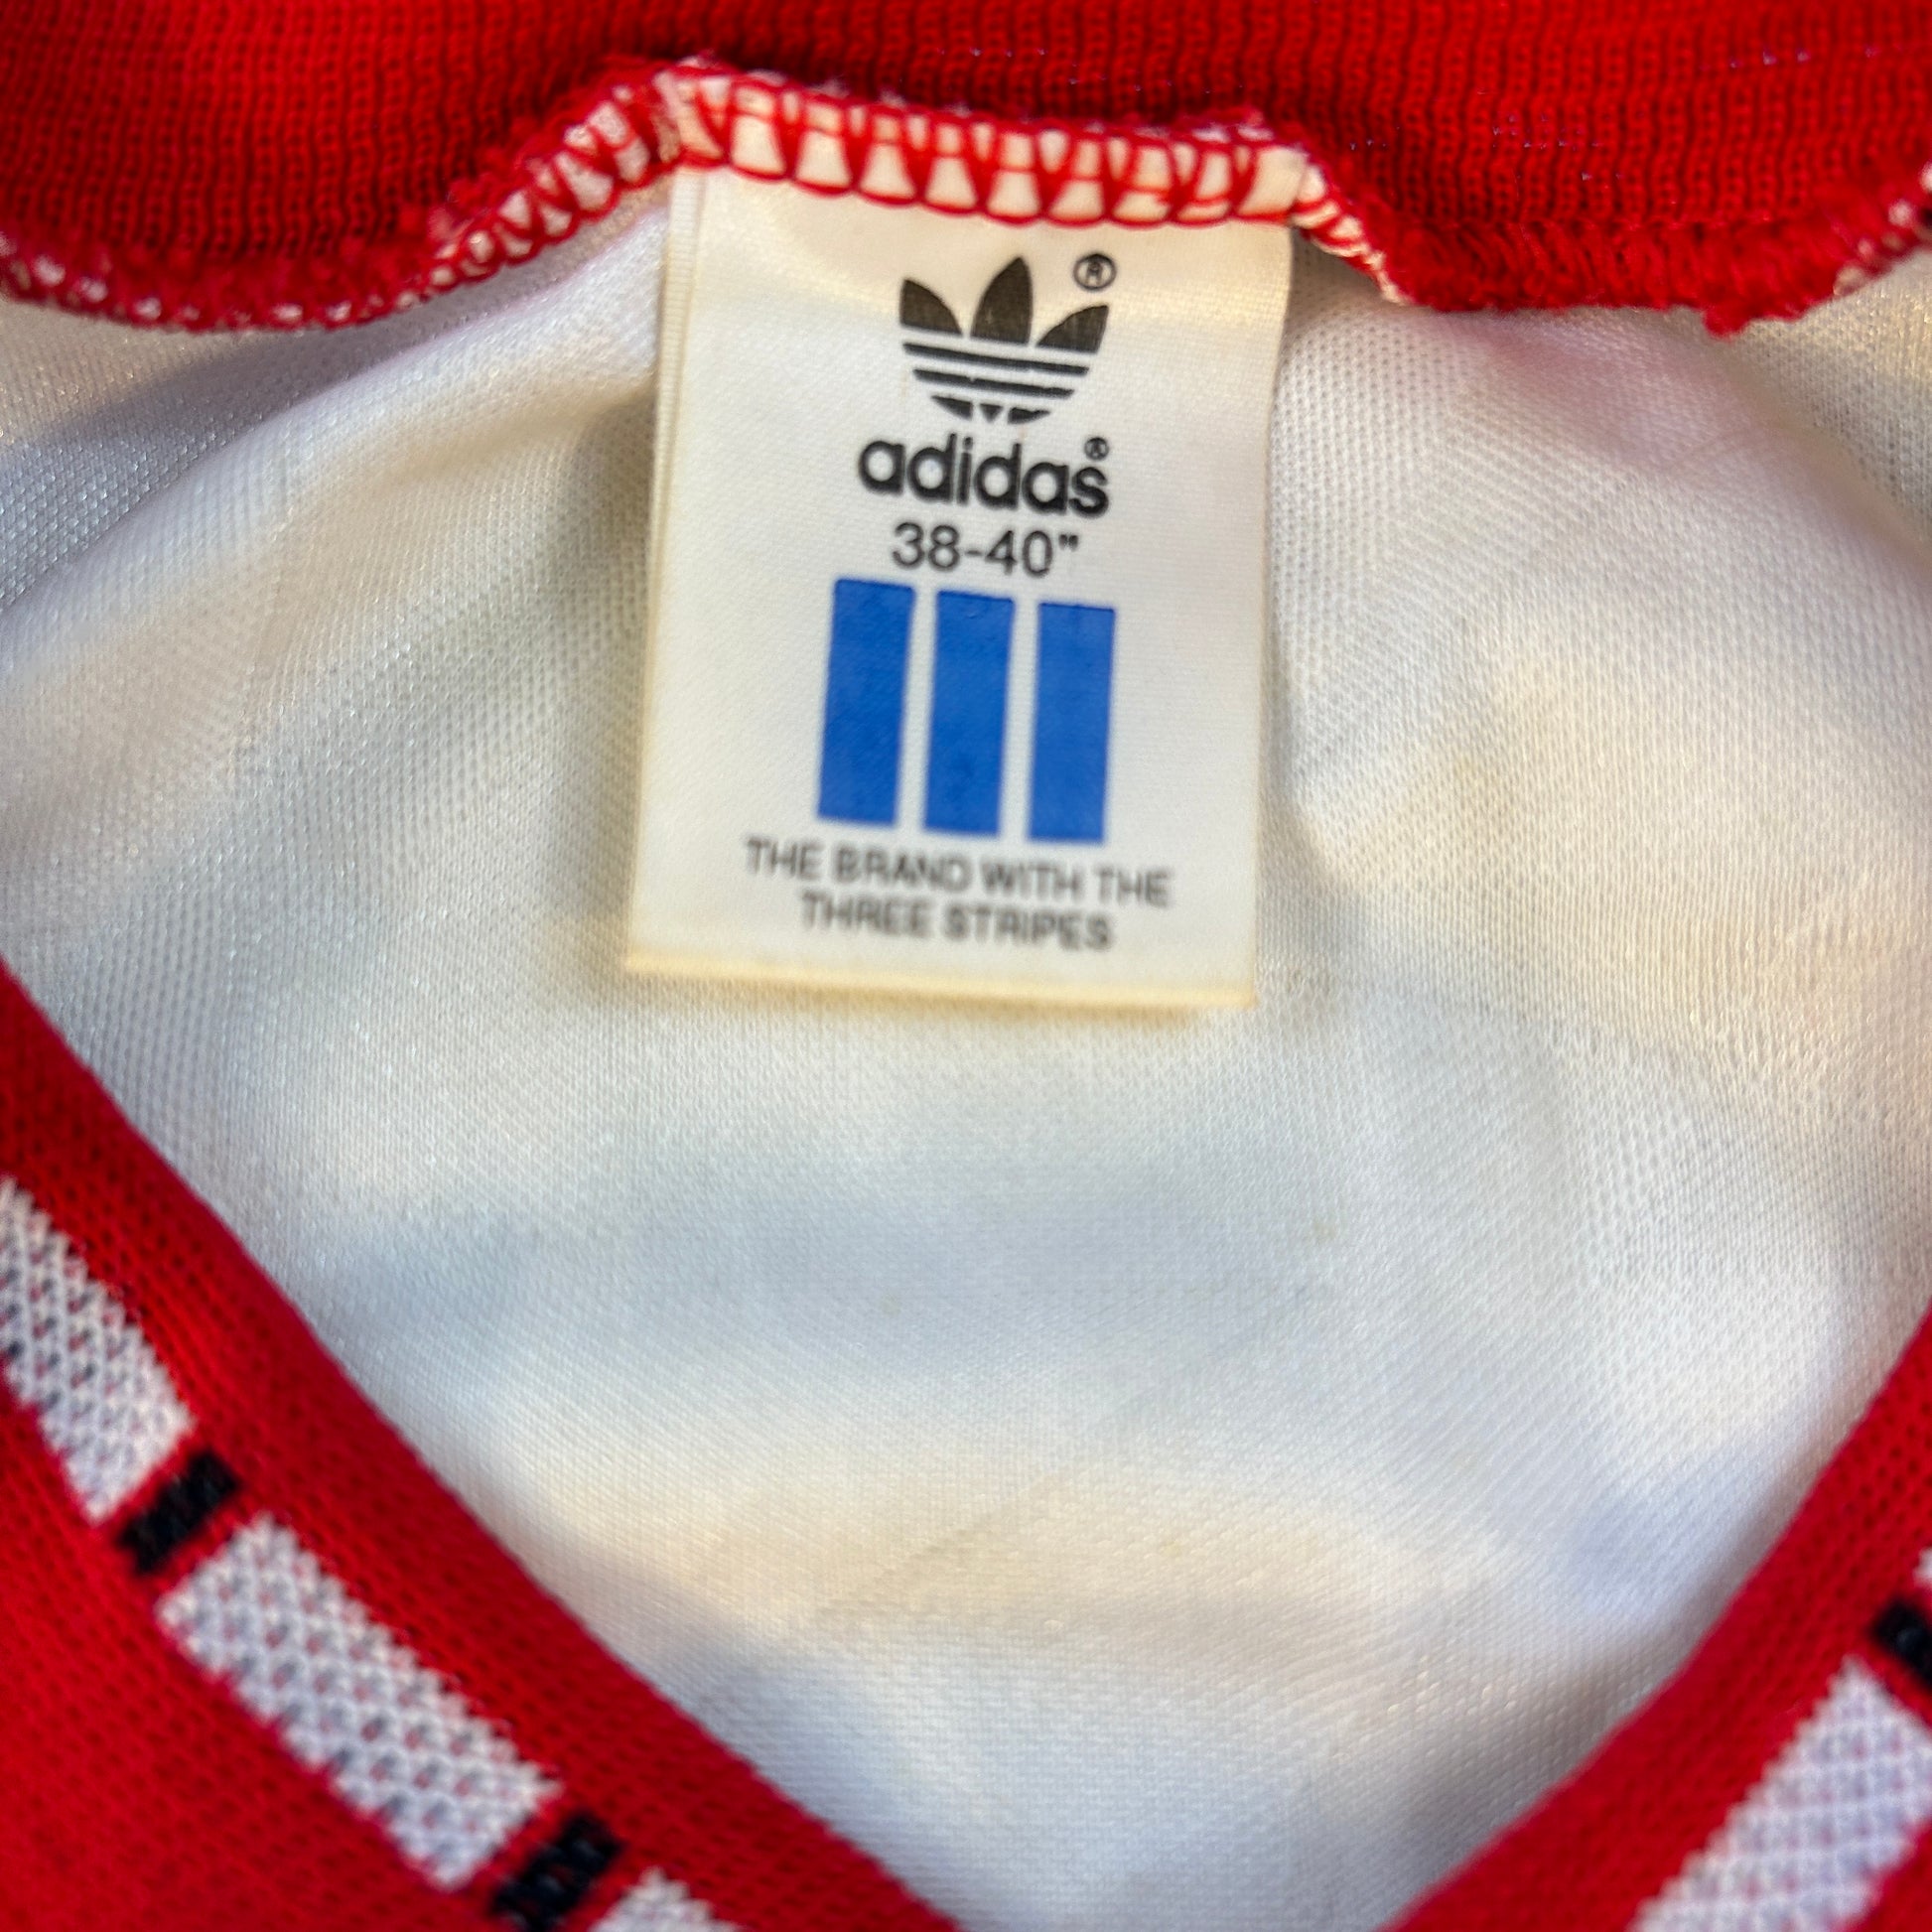 ®
adidas®
38-40"
THE BRAND WITH THE
THREE STRIPES